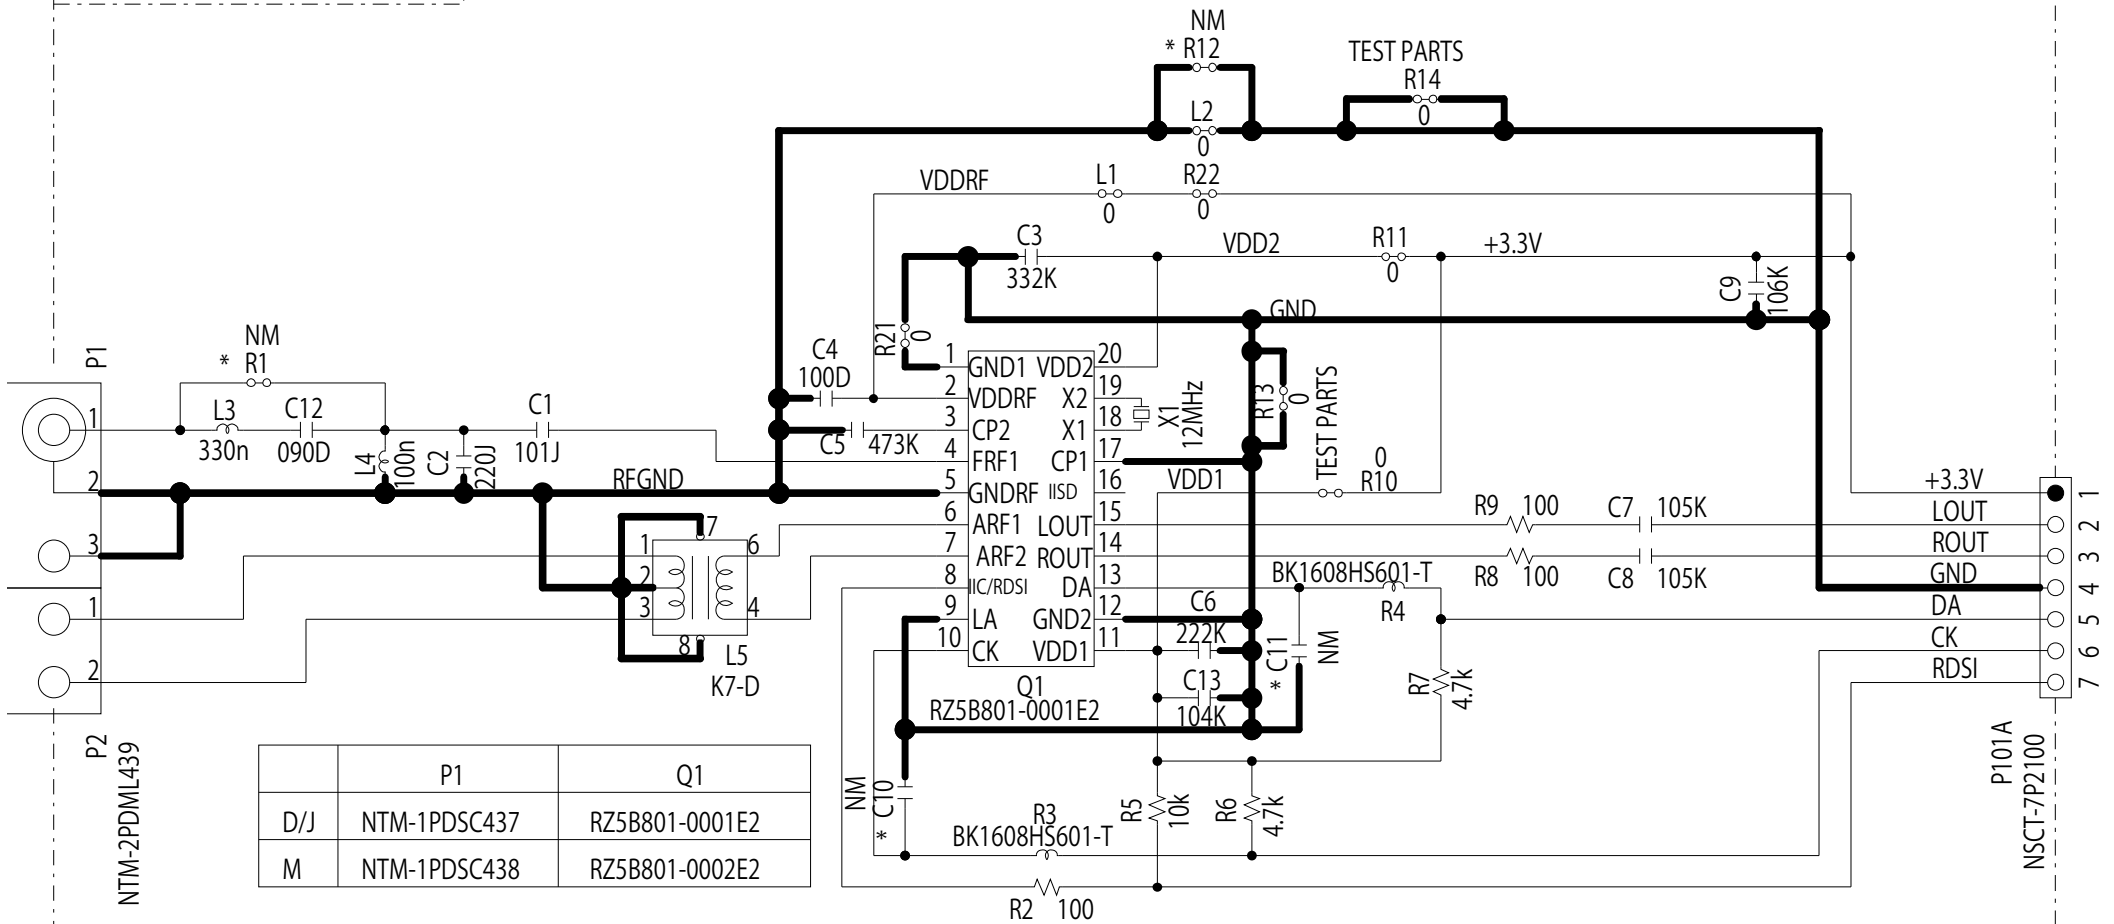 NM
* R12
L2
0
TEST PARTS
R14
0
VDDRF
L1
0
R22
0
C3
332K
VDD2
R11
0
+3.3V
C9
106K
GND
R21
0
C4
100D
C5
473K
P1
NM
* R1
L3
330n
C12
090D
C1
101J
L4
100n
C2
220J
RFGND
1
2
3
1
2
P2
NTM-2PDML439
1
2
3
7
8
6
4
L5
K7-D
1 GND1
2 VDDRF
3 CP2
4 FRF1
5 GNDRF
6 ARF1
7 ARF2
8 IIC/RDSI
9 LA
10 CK
VDD2 20
X2 19
X1 18
CP1 17
IISD 16
LOUT 15
ROUT 14
DA 13
GND2 12
VDD1 11
Q1
RZ5B801-0001E2
X1
12MHz
R13
0
TEST PARTS
0
R10
VDD1
R9 100
C7 105K
R8 100
C8 105K
BK1608HS601-T
R4
C6
222K
C13
104K
* C11
NM
R7
4.7k
NM
* C10
R5
10k
R6
4.7k
R3
BK1608HS601-T
R2 100
+3.3V 1
LOUT 2
ROUT 3
GND 4
DA 5
CK 6
RDSI 7
P101A
NSCT-7P2100
P1 Q1
D/J NTM-1PDSC437 RZ5B801-0001E2
M NTM-1PDSC438 RZ5B801-0002E2